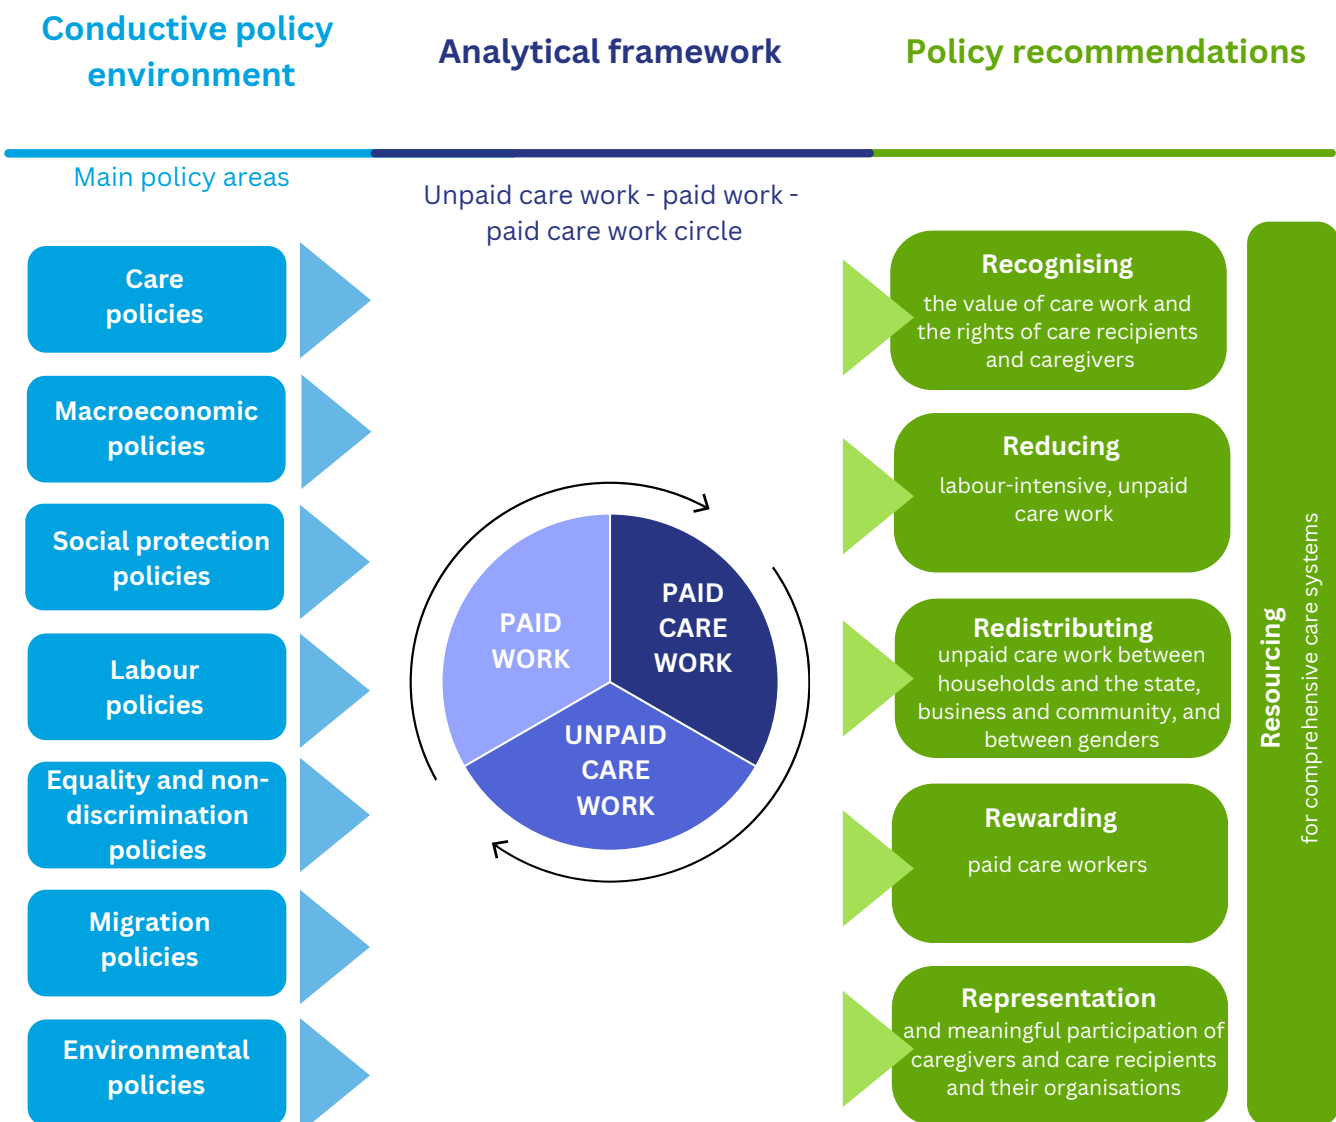 Conductive policy
environment
Analytical framework
Policy recommendations
Main policy areas
Unpaid care work - paid work -
paid care work circle
Care
policies
Macroeconomic
policies
Social protection
policies
Labour
policies
Equality and non-
discrimination
policies
Migration
policies
Environmental
policies
PAID
WORK
PAID
CARE
WORK
UNPAID
CARE
WORK
Recognising
the value of care work and
the rights of care recipients
and caregivers
Reducing
labour-intensive, unpaid
care work
Redistributing
unpaid care work between
households and the state,
business and community, and
between genders
Rewarding
paid care workers
Representation
and meaningful participation of
caregivers and care recipients
and their organisations
Resourcing
for comprehensive care systems